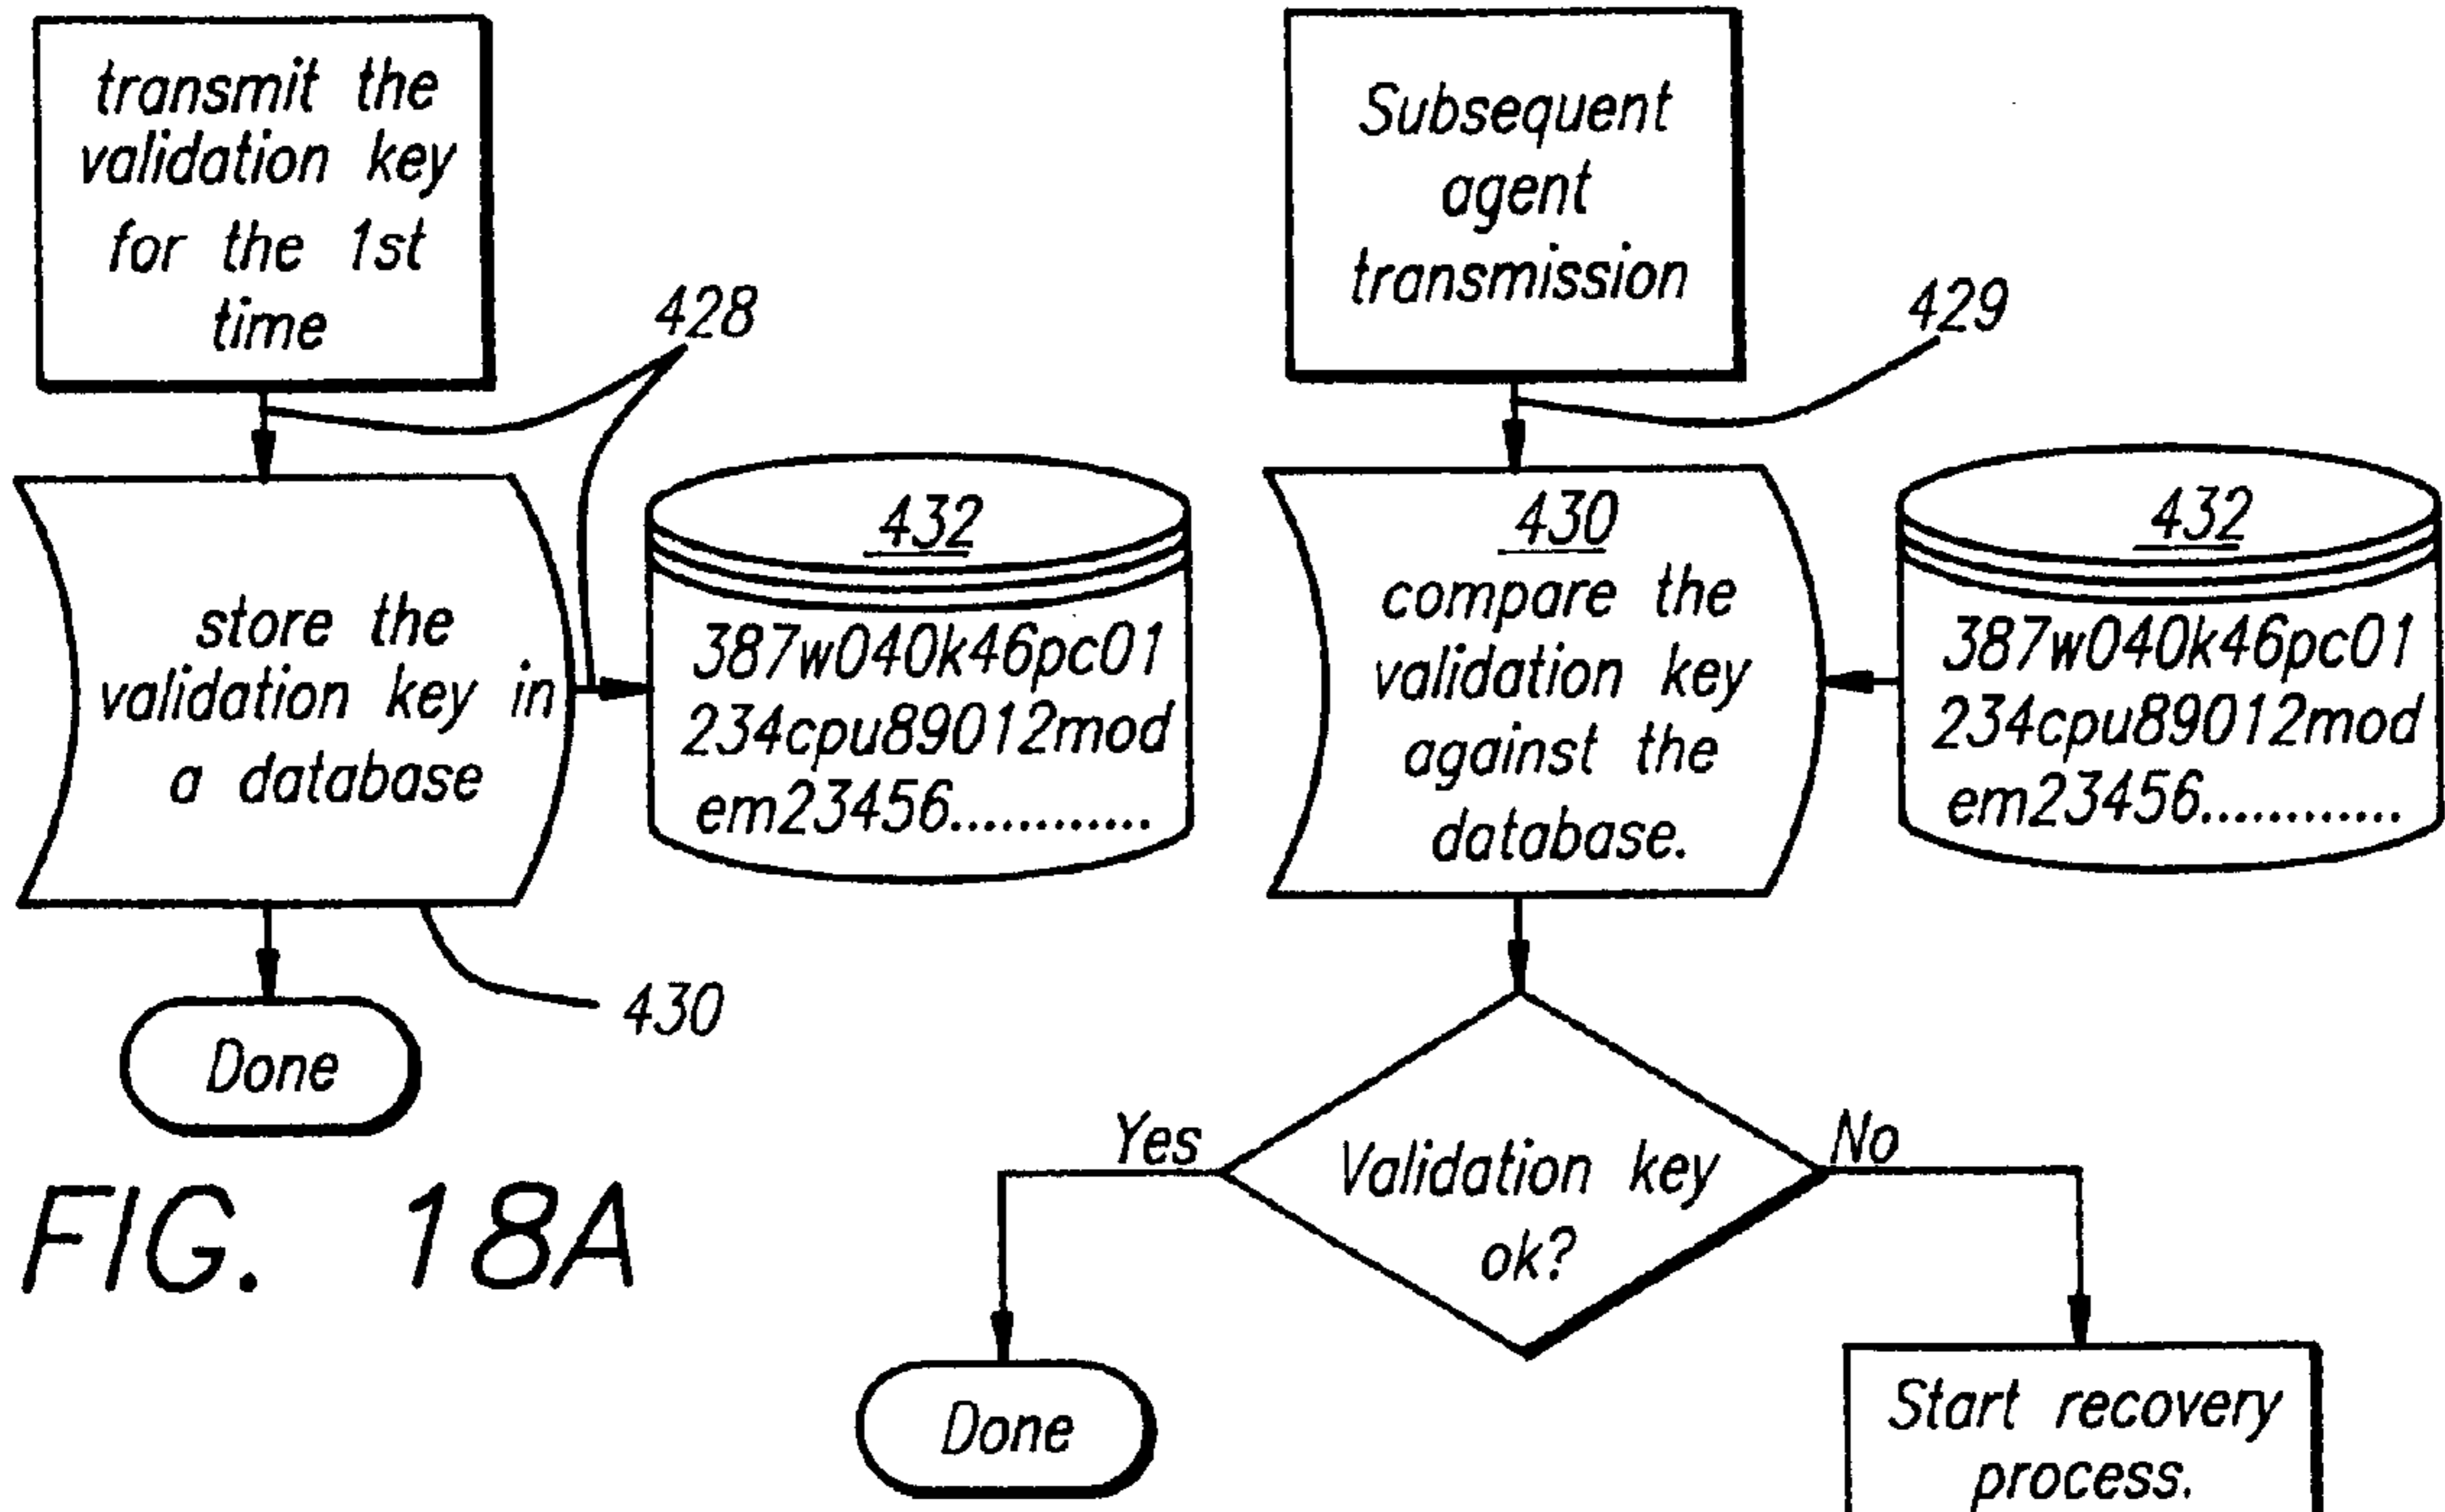 transmit the
validation key
for the 1st
time
428
store the
validation key in
a database
432
387w040k46pc01
234cpu89012mod
em23456............
430
Done
FIG. 18A
Subsequent
agent
transmission
429
430
compare the
validation key
against the
database.
432
387w040k46pc01
234cpu89012mod
em23456............
Validation key
ok?
Yes
No
Done
Start recovery
process.